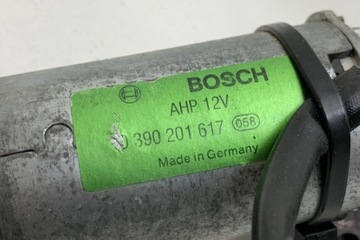 BOSCH
AHP 12V
390 201 617 058
Made in Germany